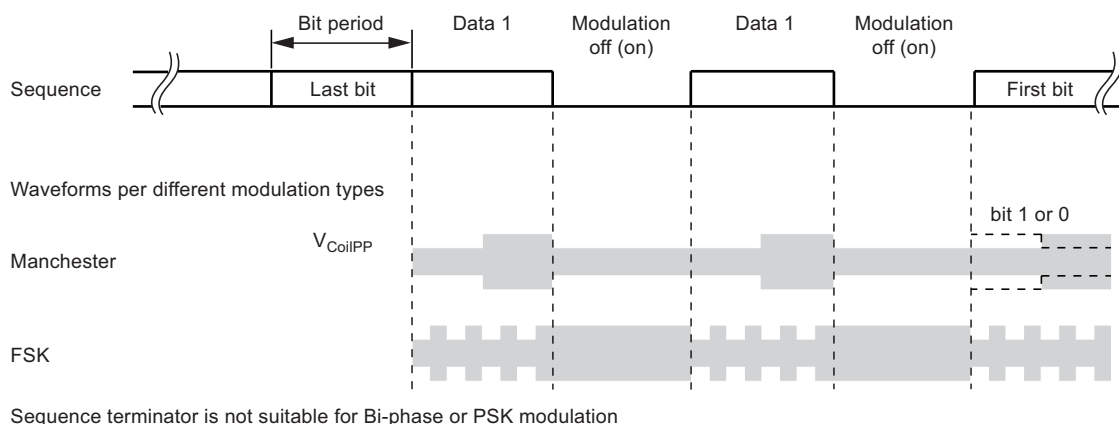 Bit period
Data 1
Modulation
off (on)
Data 1
Modulation
off (on)
Sequence
Last bit
First bit
Waveforms per different modulation types
bit 1 or 0
VCoilPP
Manchester
FSK
Sequence terminator is not suitable for Bi-phase or PSK modulation